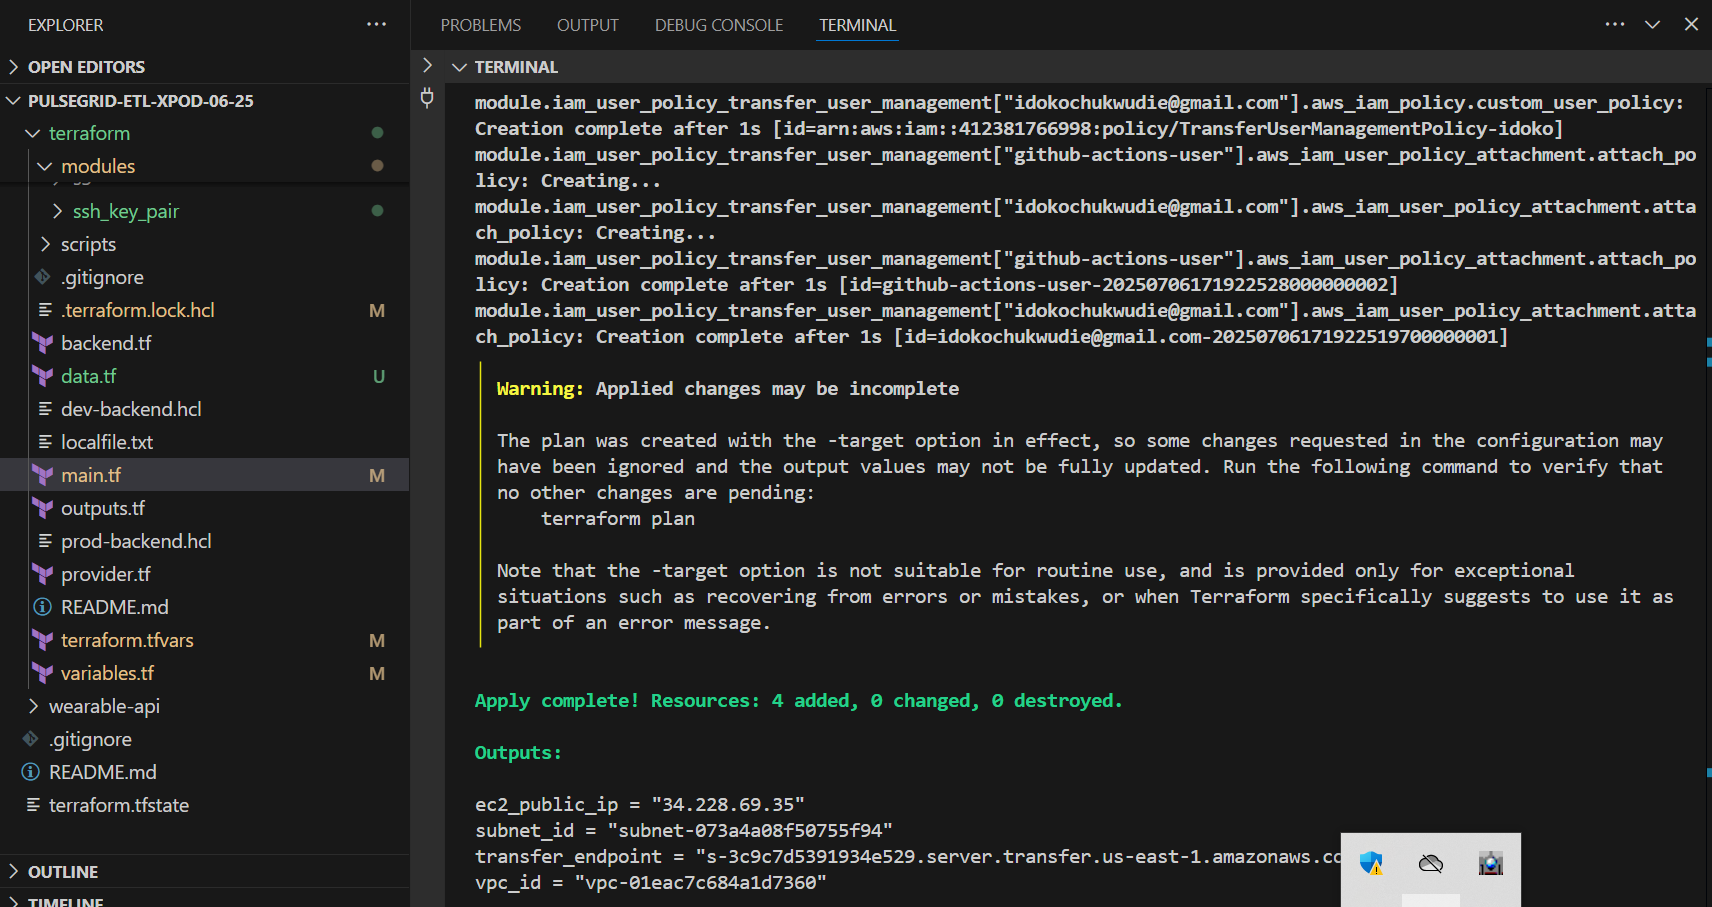 EXPLORER
OPEN EDITORS
PULSEGRID-ETL-XPOD-06-25
terraform
modules
ssh_key_pair
scripts
.gitignore
.terraform.lock.hcl M
backend.tf
data.tf U
dev-backend.hcl
localfile.txt
main.tf M
outputs.tf
prod-backend.hcl
provider.tf
README.md
terraform.tfvars M
variables.tf M
wearable-api
.gitignore
README.md
terraform.tfstate
OUTLINE
TIMELINE
PROBLEMS OUTPUT DEBUG CONSOLE TERMINAL
TERMINAL
module.iam_user_policy_transfer_user_management["idokochukwudie@gmail.com"].aws_iam_policy.custom_user_policy:
Creation complete after 1s [id=arn:aws:iam::412381766998:policy/TransferUserManagementPolicy-idoko]
module.iam_user_policy_transfer_user_management["github-actions-user"].aws_iam_user_policy_attachment.attach_po
licy: Creating...
module.iam_user_policy_transfer_user_management["idokochukwudie@gmail.com"].aws_iam_user_policy_attachment.atta
ch_policy: Creating...
module.iam_user_policy_transfer_user_management["github-actions-user"].aws_iam_user_policy_attachment.attach_po
licy: Creation complete after 1s [id=github-actions-user-20250706171922528000000002]
module.iam_user_policy_transfer_user_management["idokochukwudie@gmail.com"].aws_iam_user_policy_attachment.atta
ch_policy: Creation complete after 1s [id=idokochukwudie@gmail.com-20250706171922519700000001]
Warning: Applied changes may be incomplete
The plan was created with the -target option in effect, so some changes requested in the configuration may
have been ignored and the output values may not be fully updated. Run the following command to verify that
no other changes are pending:
terraform plan
Note that the -target option is not suitable for routine use, and is provided only for exceptional
situations such as recovering from errors or mistakes, or when Terraform specifically suggests to use it as
part of an error message.
Apply complete! Resources: 4 added, 0 changed, 0 destroyed.
Outputs:
ec2_public_ip = "34.228.69.35"
subnet_id = "subnet-073a4a08f50755f94"
transfer_endpoint = "s-3c9c7d5391934e529.server.transfer.us-east-1.amazonaws.co
vpc_id = "vpc-01eac7c684a1d7360"